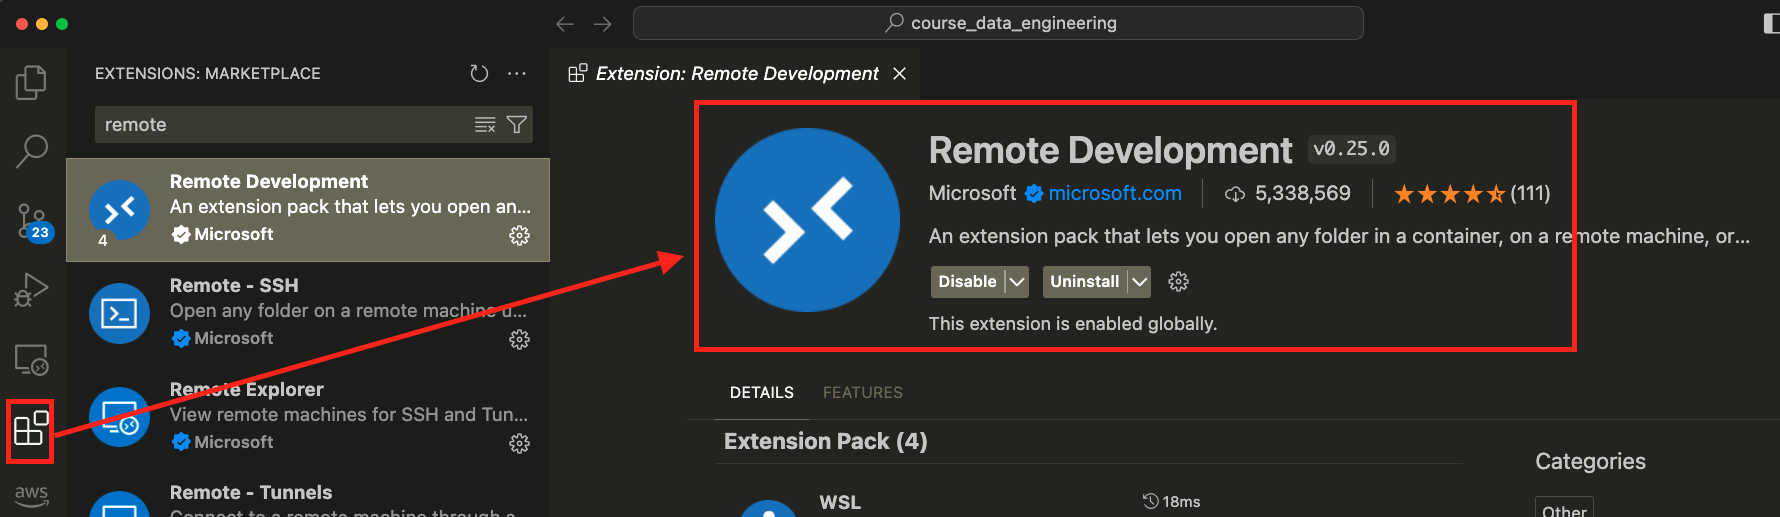 course_data_engineering
EXTENSIONS: MARKETPLACE
remote
Remote Development
An extension pack that lets you open an...
4
Microsoft
Remote - SSH
Open any folder on a remote machine u...
Microsoft
Remote Explorer
View remote machines for SSH and Tun...
Microsoft
Remote - Tunnels
Connect to a remote machine through a
23
aws
Extension: Remote Development
Remote Development v0.25.0
Microsoft microsoft.com 5,338,569 (111)
An extension pack that lets you open any folder in a container, on a remote machine, or...
Disable Uninstall
This extension is enabled globally.
DETAILS FEATURES
Extension Pack (4)
WSL 18ms
Categories
Other